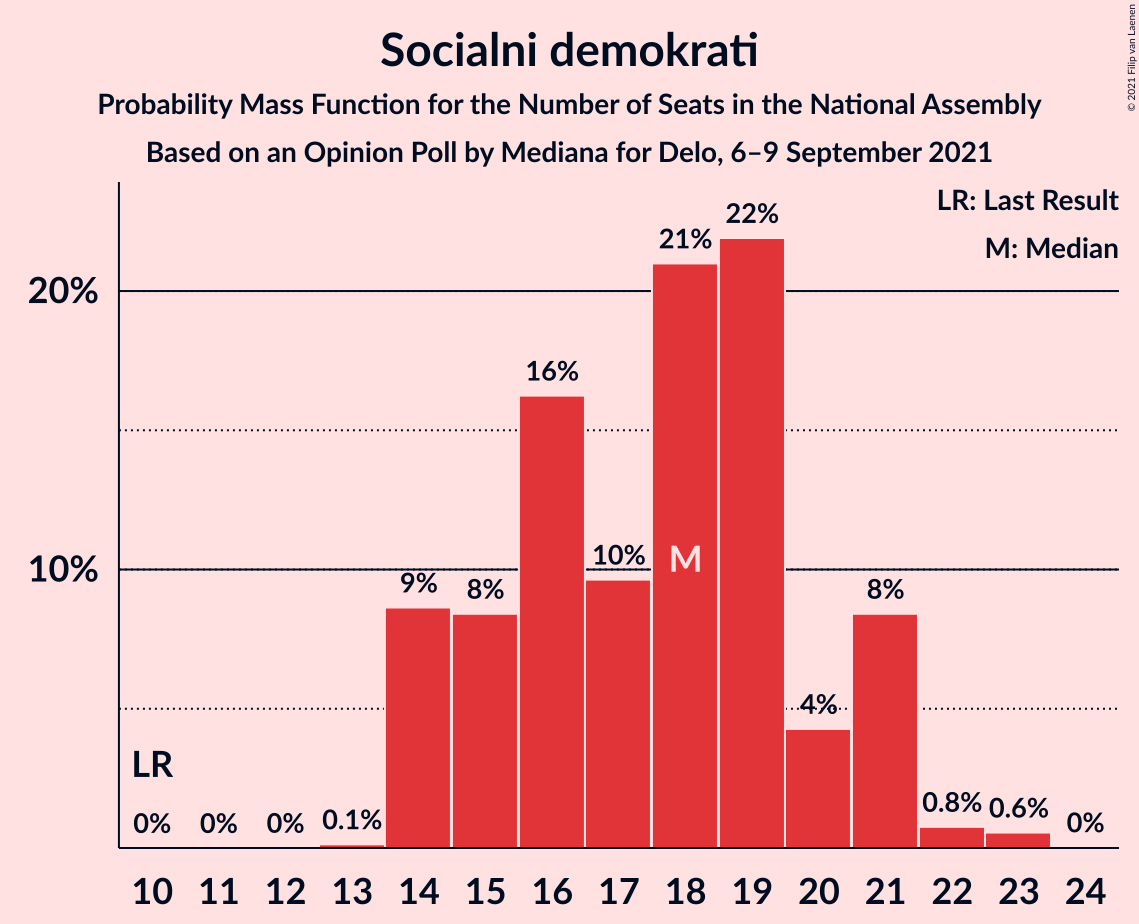 Socialni demokrati
Probability Mass Function for the Number of Seats in the National Assembly
Based on an Opinion Poll by Mediana for Delo, 6–9 September 2021
© 2021 Filip van Laenen
LR: Last Result
M: Median
22%
21%
20%
16%
10%
M
10%
9%
8%
8%
4%
LR
0%
0%
0%
0.1%
0.8%
0.6%
0%
10 11 12 13 14 15 16 17 18 19 20 21 22 23 24